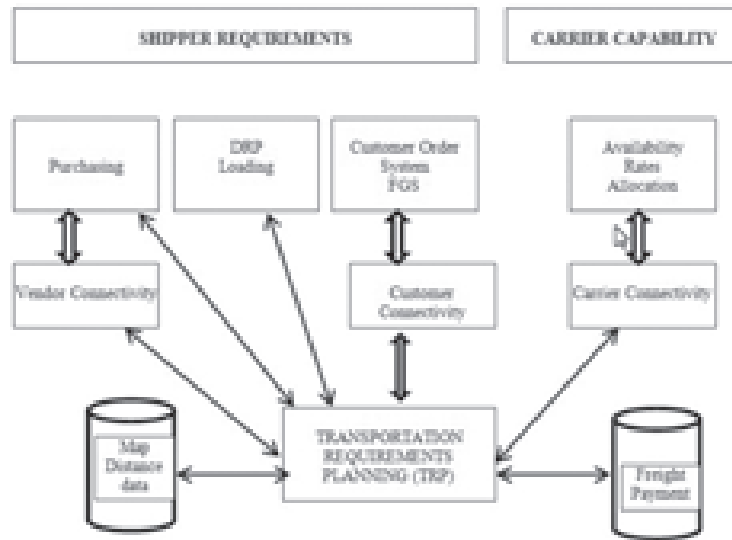 SHIPPER REQUIREMENTS
CARRIER CAPABILITY
Purchasing
DRP
Loading
Customer Order
System
FGS
Availability
Rates
Allocation
Vendor Connectivity
Customer
Connectivity
Carrier Connectivity
Map
Distance
data
TRANSPORTATION
REQUIREMENTS
PLANNING (TRP)
Freight
Payment